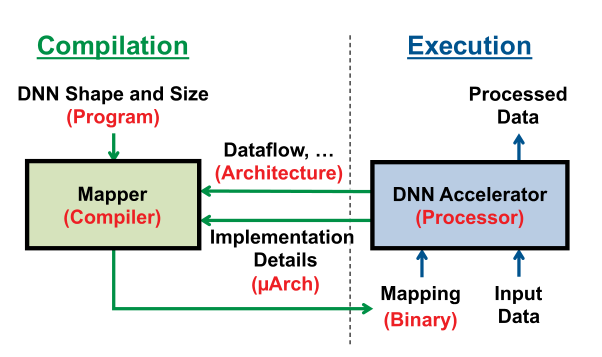 Compilation
Execution
DNN Shape and Size
(Program)
Processed
Data
Dataflow, ...
(Architecture)
Mapper
(Compiler)
DNN Accelerator
(Processor)
Implementation
Details
(μArch)
Mapping
(Binary)
Input
Data